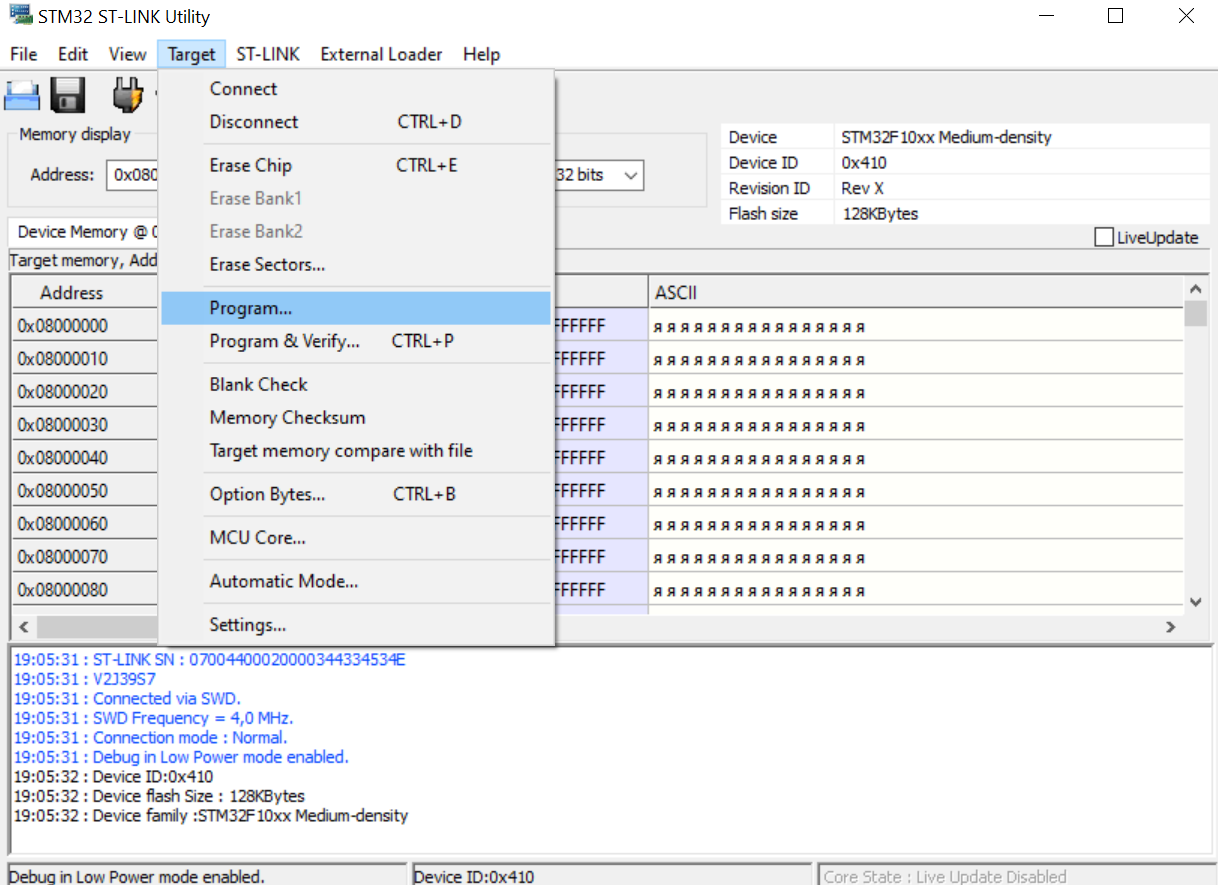 STM32 ST-LINK Utility
File Edit View Target ST-LINK External Loader Help
Connect
Disconnect CTRL+D
Erase Chip CTRL+E
Erase Bank1
Erase Bank2
Erase Sectors...
Program...
Program & Verify... CTRL+P
Blank Check
Memory Checksum
Target memory compare with file
Option Bytes... CTRL+B
MCU Core...
Automatic Mode...
Settings...
Memory display
Address: 0x080
32 bits
Device STM32F10xx Medium-density
Device ID 0x410
Revision ID Rev X
Flash size 128KBytes
LiveUpdate
Device Memory @ 0
Target memory, Add
Address ASCII
0x08000000 FFFFFF яяяяяяяяяяяяяяяя
0x08000010 FFFFFF яяяяяяяяяяяяяяяя
0x08000020 FFFFFF яяяяяяяяяяяяяяяя
0x08000030 FFFFFF яяяяяяяяяяяяяяяя
0x08000040 FFFFFF яяяяяяяяяяяяяяяя
0x08000050 FFFFFF яяяяяяяяяяяяяяяя
0x08000060 FFFFFF яяяяяяяяяяяяяяяя
0x08000070 FFFFFF яяяяяяяяяяяяяяяя
0x08000080 FFFFFF яяяяяяяяяяяяяяяя
19:05:31 : ST-LINK SN : 07004400020000344334534E
19:05:31 : V2J39S7
19:05:31 : Connected via SWD.
19:05:31 : SWD Frequency = 4,0 MHz.
19:05:31 : Connection mode : Normal.
19:05:31 : Debug in Low Power mode enabled.
19:05:32 : Device ID:0x410
19:05:32 : Device flash Size : 128KBytes
19:05:32 : Device family :STM32F10xx Medium-density
Debug in Low Power mode enabled. Device ID:0x410 Core State : Live Update Disabled